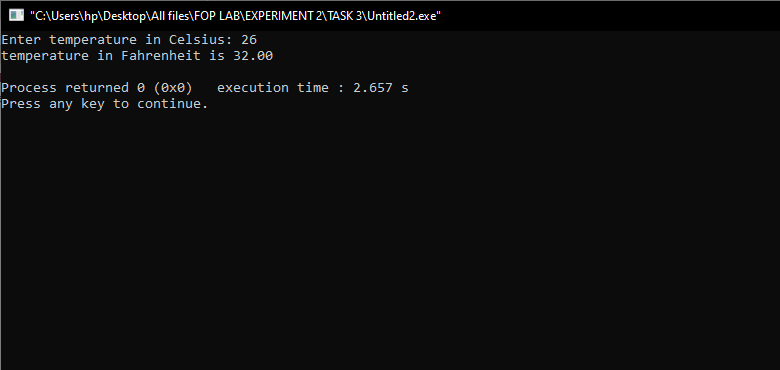 "C:\Users\hp\Desktop\All files\FOP LAB\EXPERIMENT 2\TASK 3\Untitled2.exe"
Enter temperature in Celsius: 26
temperature in Fahrenheit is 32.00
Process returned 0 (0x0)   execution time : 2.657 s
Press any key to continue.